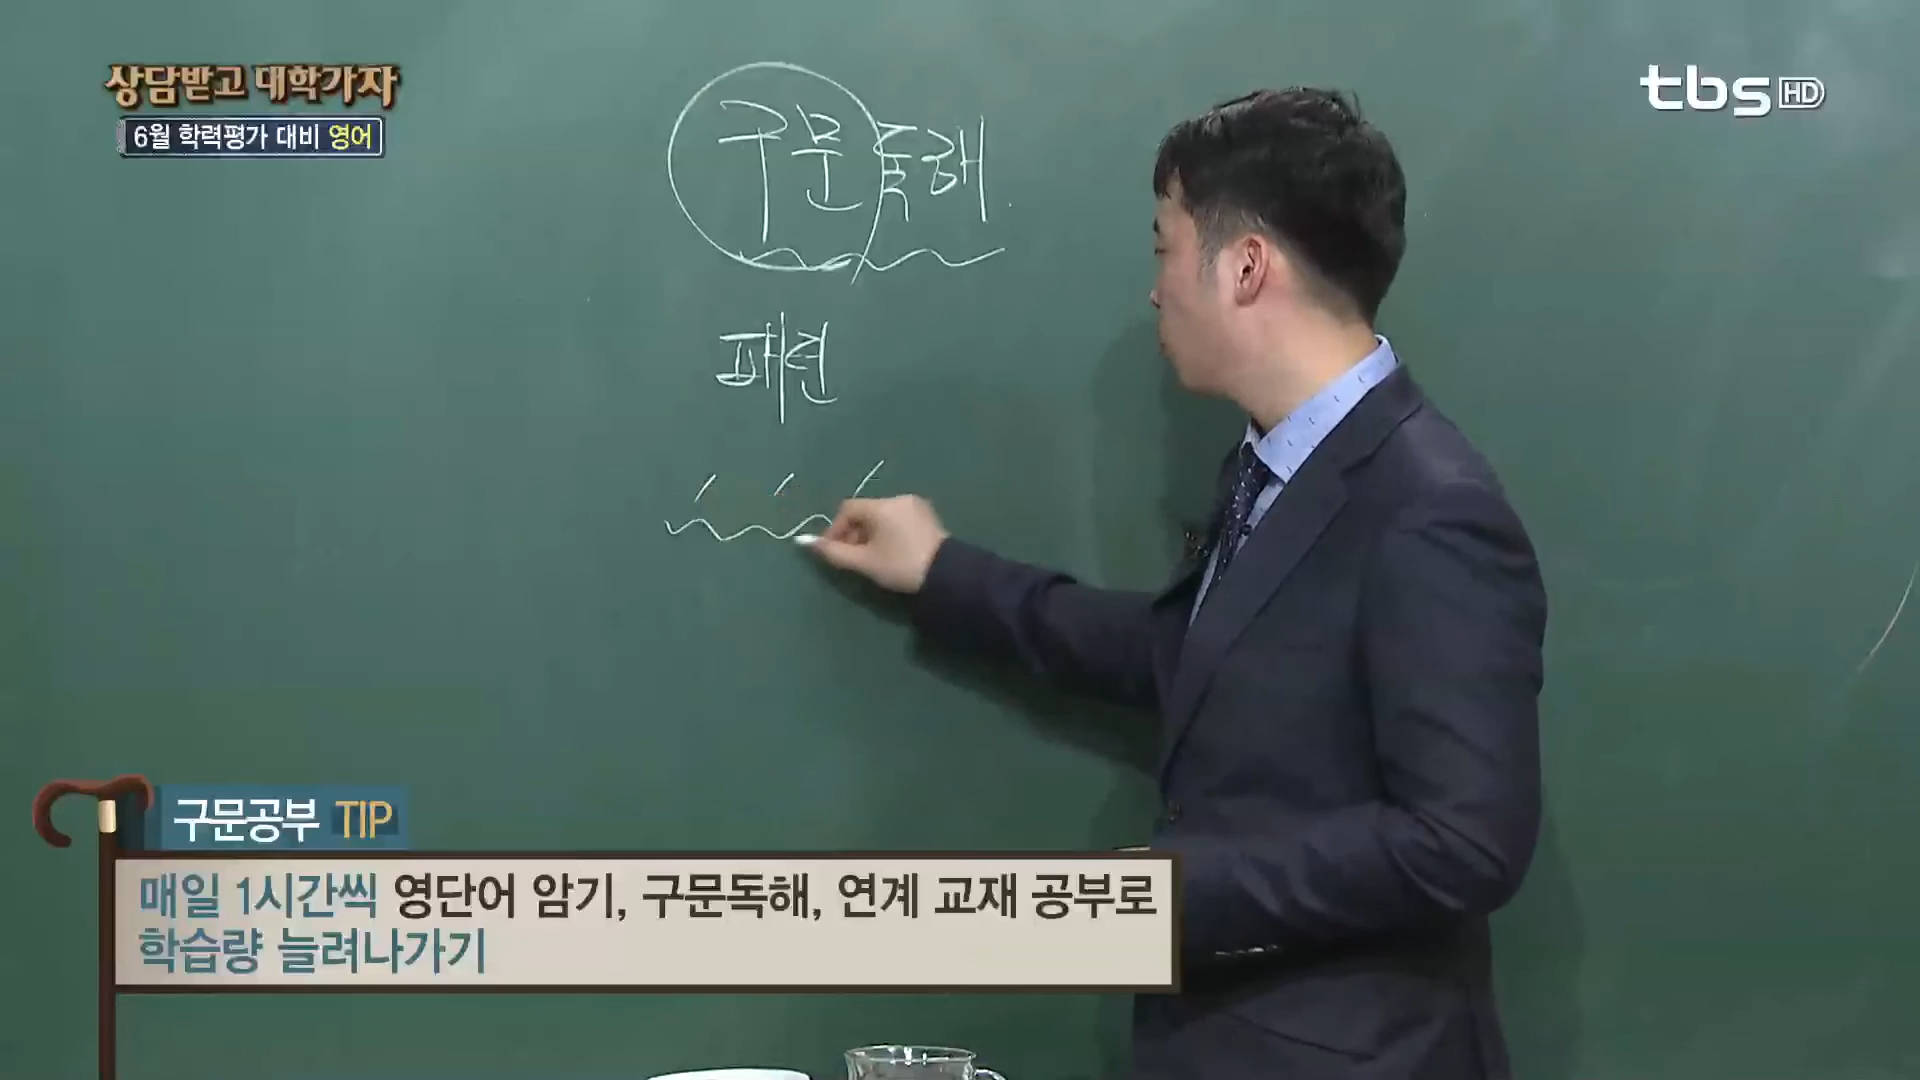 상담받고 대학가자
6월 학력평가 대비 영어
tbs HD
구문독해
패턴
구문공부 TIP
매일 1시간씩 영단어 암기, 구문독해, 연계 교재 공부로
학습량 늘려나가기